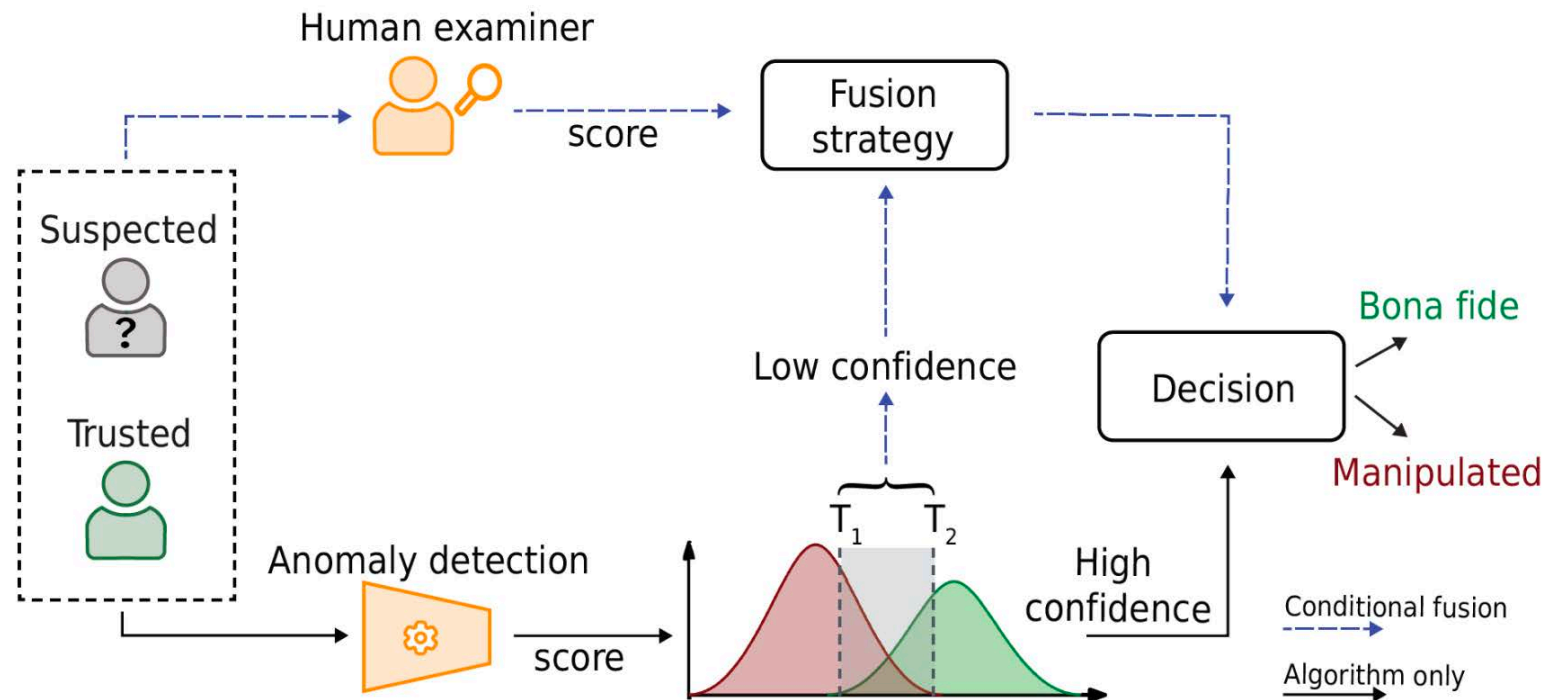 Human examiner
score
Fusion
strategy
Suspected
?
Trusted
Low confidence
Bona fide
Decision
Manipulated
T1
T2
Anomaly detection
score
High
confidence
Conditional fusion
Algorithm only